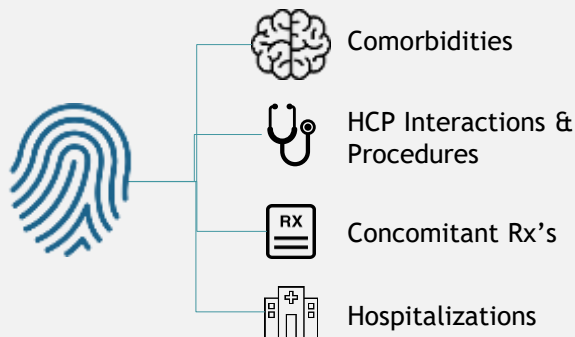 Comorbidities
HCP Interactions &
Procedures
RX
Concomitant Rx's
Hospitalizations